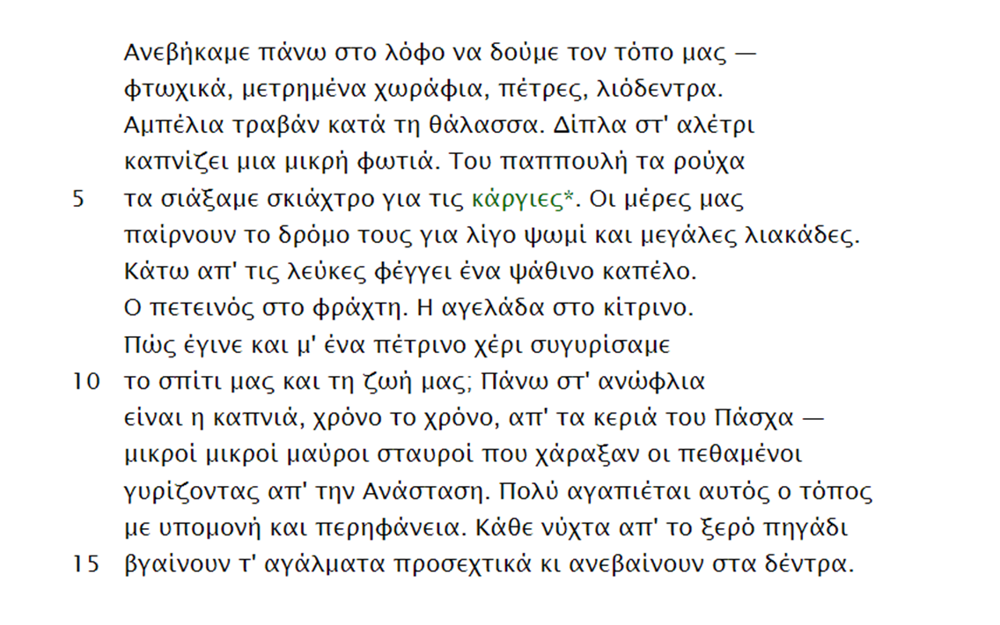 Ανεβήκαμε πάνω στο λόφο να δούμε τον τόπο μας —
φτωχικά, μετρημένα χωράφια, πέτρες, λιόδεντρα.
Αμπέλια τραβάν κατά τη θάλασσα. Δίπλα στ' αλέτρι
καπνίζει μια μικρή φωτιά. Του παππουλή τα ρούχα
5 τα σιάξαμε σκιάχτρο για τις κάργιες*. Οι μέρες μας
παίρνουν το δρόμο τους για λίγο ψωμί και μεγάλες λιακάδες.
Κάτω απ' τις λεύκες φέγγει ένα ψάθινο καπέλο.
Ο πετεινός στο φράχτη. Η αγελάδα στο κίτρινο.
Πώς έγινε και μ' ένα πέτρινο χέρι συγυρίσαμε
10 το σπίτι μας και τη ζωή μας; Πάνω στ' ανώφλια
είναι η καπνιά, χρόνο το χρόνο, απ' τα κεριά του Πάσχα —
μικροί μικροί μαύροι σταυροί που χάραξαν οι πεθαμένοι
γυρίζοντας απ' την Ανάσταση. Πολύ αγαπιέται αυτός ο τόπος
με υπομονή και περηφάνεια. Κάθε νύχτα απ' το ξερό πηγάδι
15 βγαίνουν τ' αγάλματα προσεχτικά κι ανεβαίνουν στα δέντρα.